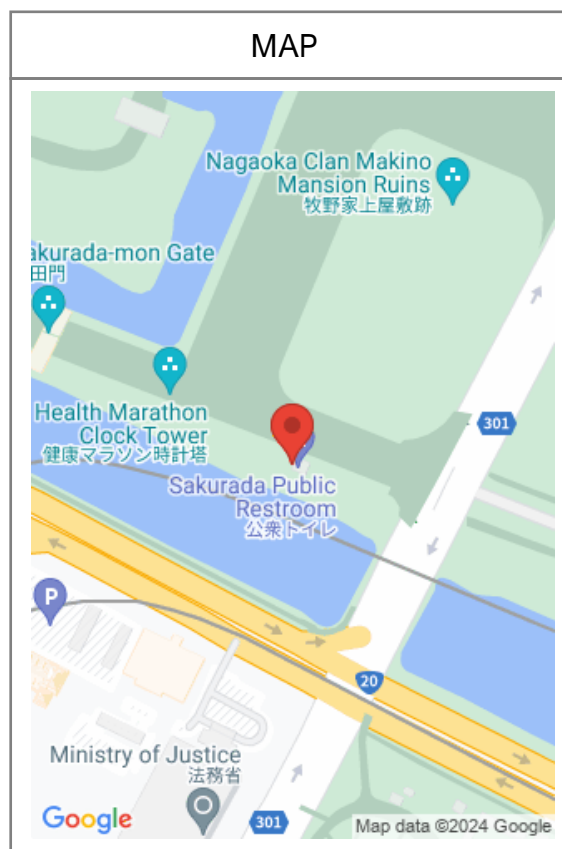 MAP
Nagaoka Clan Makino
Mansion Ruins
牧野家上屋敷跡
akurada-mon Gate
田門
Health Marathon
Clock Tower
健康マラソン時計塔
301
Sakurada Public
Restroom
公衆トイレ
P
20
Ministry of Justice
法務省
Google
301
Map data ©2024 Google